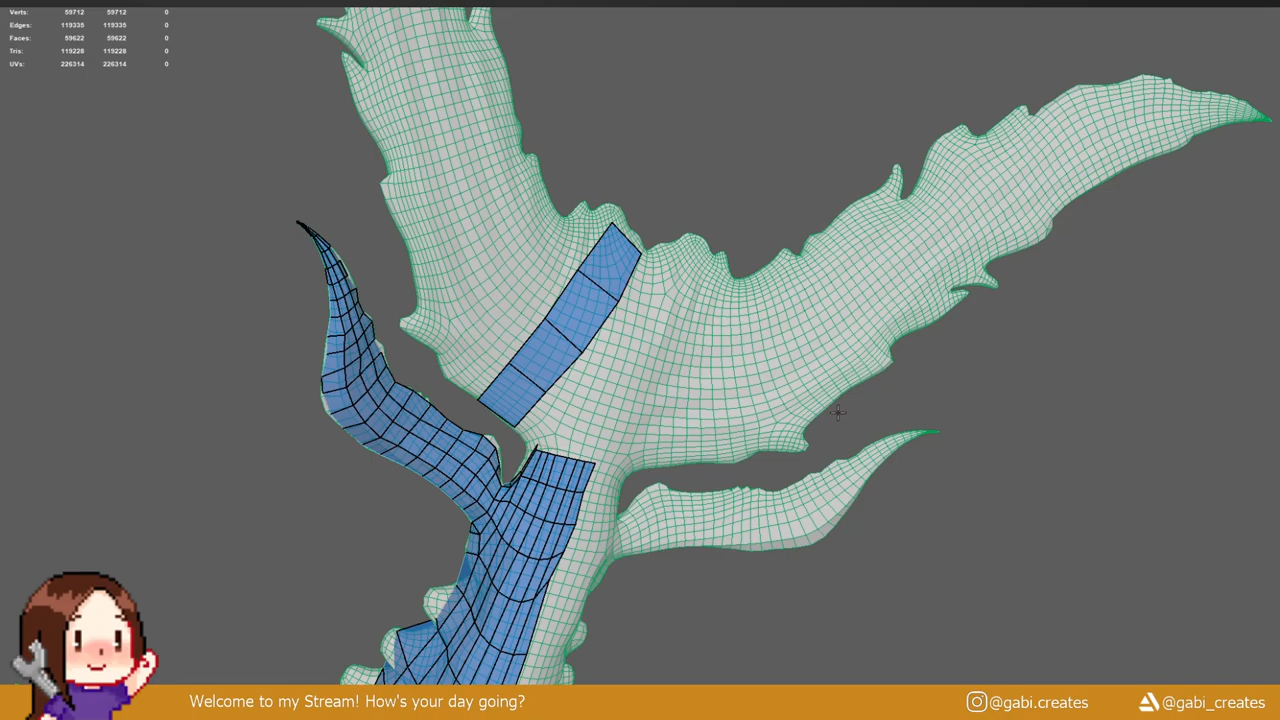 Verts: 59712 59712 0
Edges: 119335 119335 0
Faces: 59622 59622 0
Tris: 119228 119228 0
UVs: 226314 226314 0
Welcome to my Stream! How's your day going?
@gabi.creates
@gabi_creates